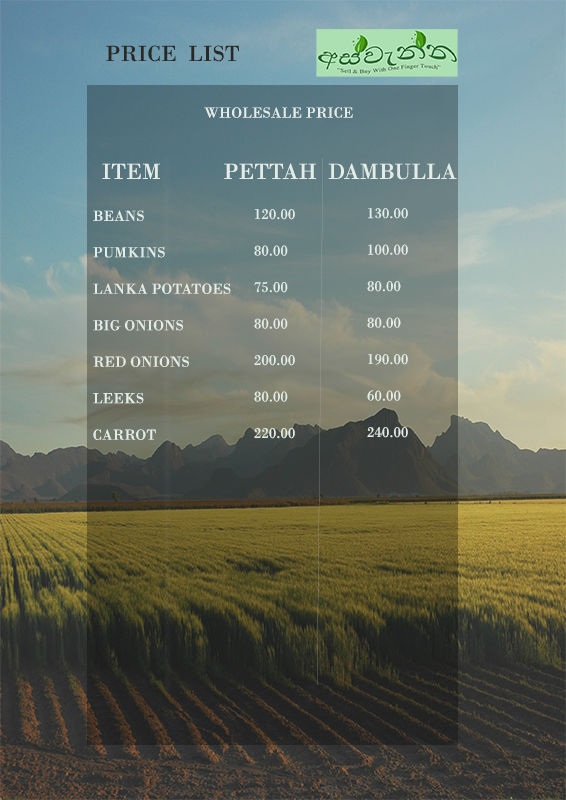 PRICE LIST
අස්වැන්න
"Sell & Buy With One Finger Touch"
WHOLESALE PRICE
ITEM PETTAH DAMBULLA
BEANS 120.00 130.00
PUMKINS 80.00 100.00
LANKA POTATOES 75.00 80.00
BIG ONIONS 80.00 80.00
RED ONIONS 200.00 190.00
LEEKS 80.00 60.00
CARROT 220.00 240.00